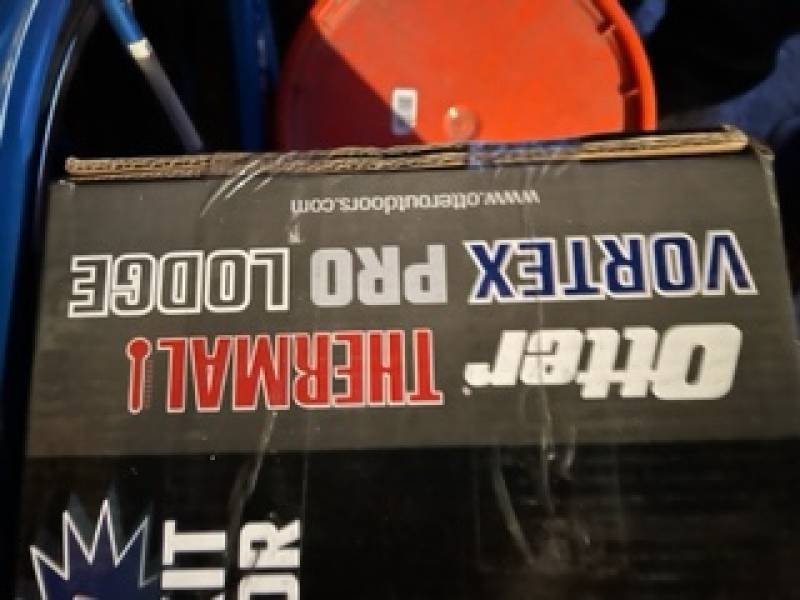 Otter THERMAL
VORTEX PRO LODGE
www.otteroutdoors.com